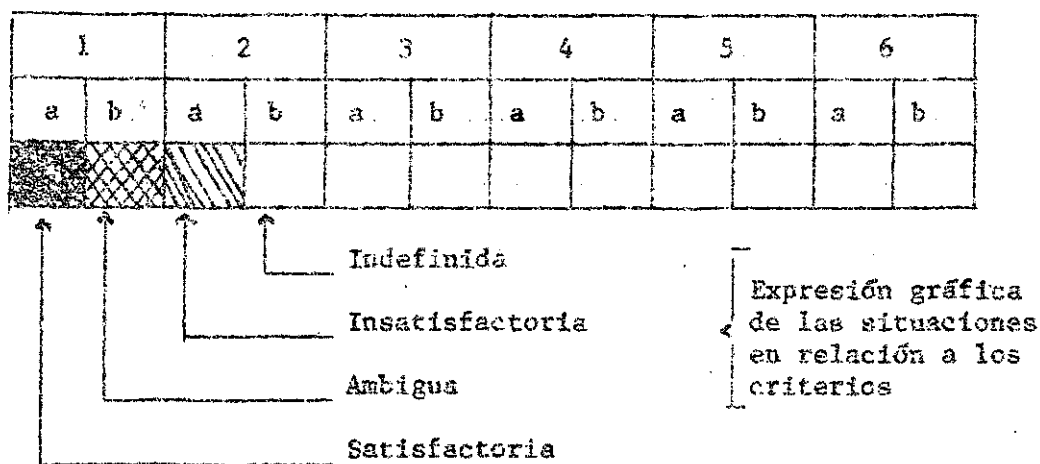 1 2 3 4 5 6
a b a b a b a b a b a b
Indefinida
Insatisfactoria
Ambigua
Satisfactoria
Expresión gráfica
de las situaciones
en relación a los
criterios